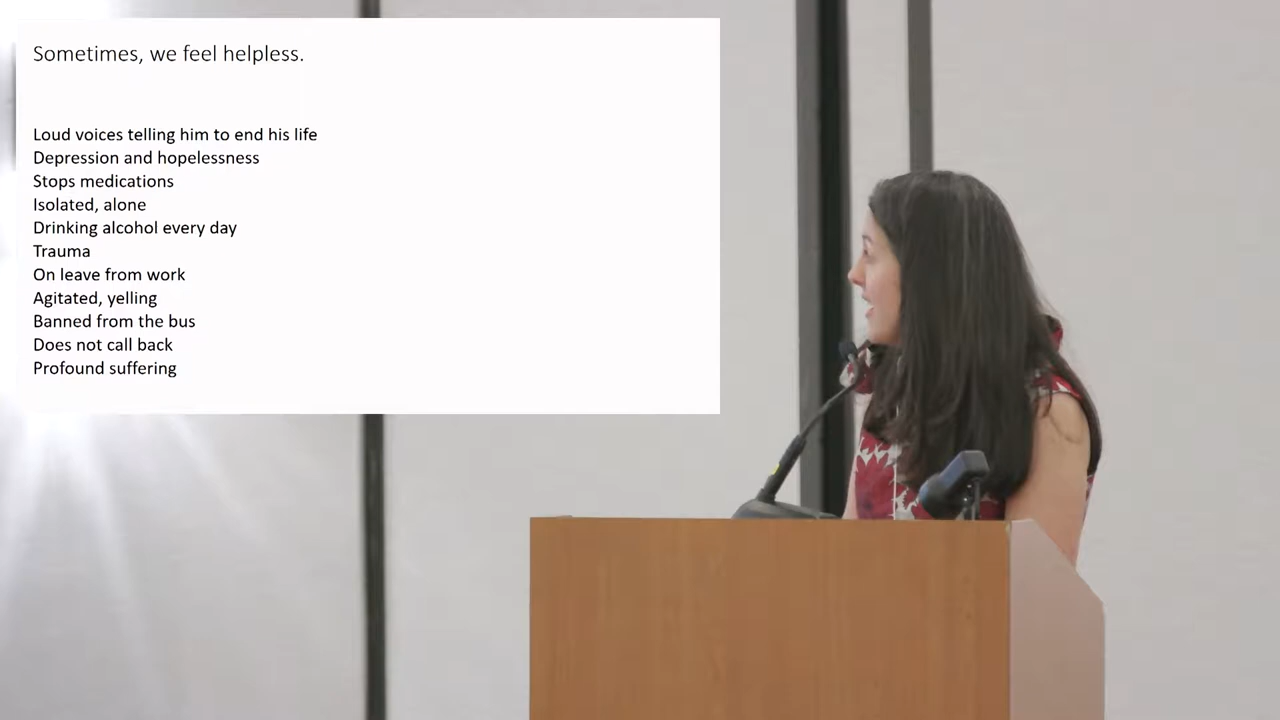 Sometimes, we feel helpless.
Loud voices telling him to end his life
Depression and hopelessness
Stops medications
Isolated, alone
Drinking alcohol every day
Trauma
On leave from work
Agitated, yelling
Banned from the bus
Does not call back
Profound suffering